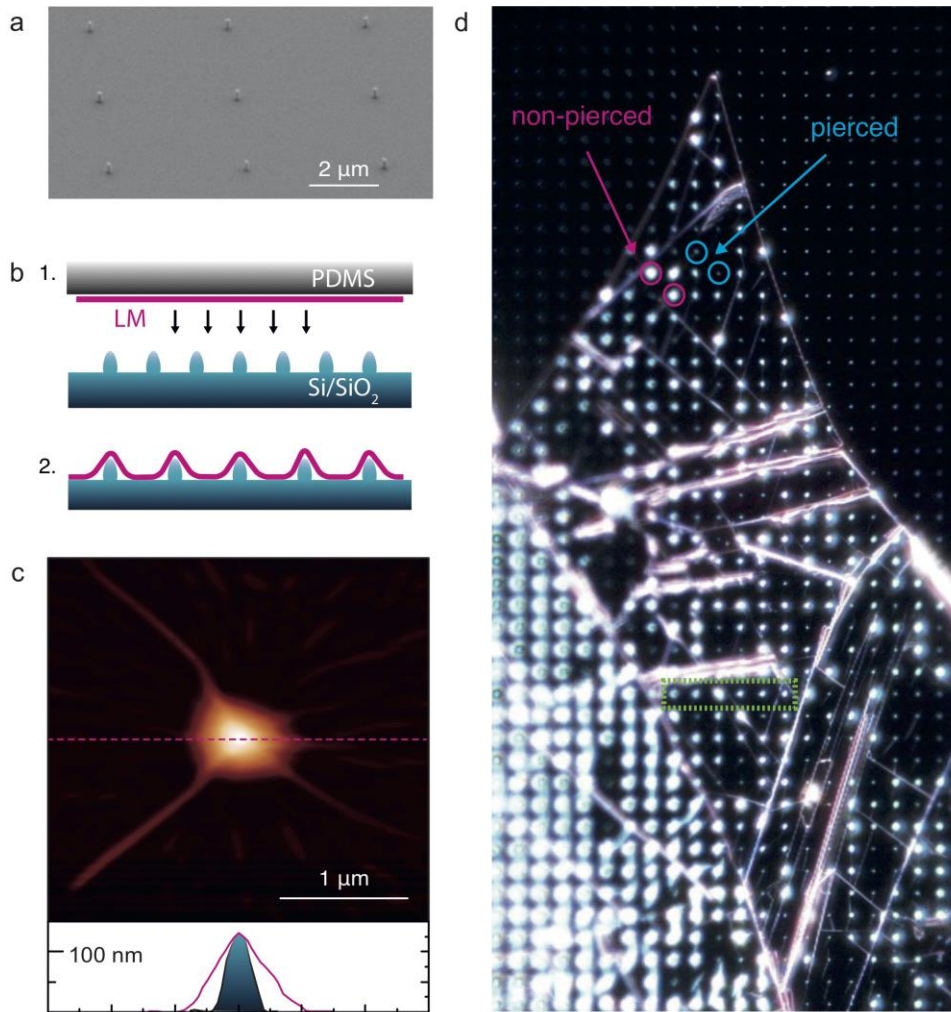 a
2 μm
b
1.
PDMS
LM
Si/SiO₂
2.
c
1 μm
100 nm
d
non-pierced
pierced